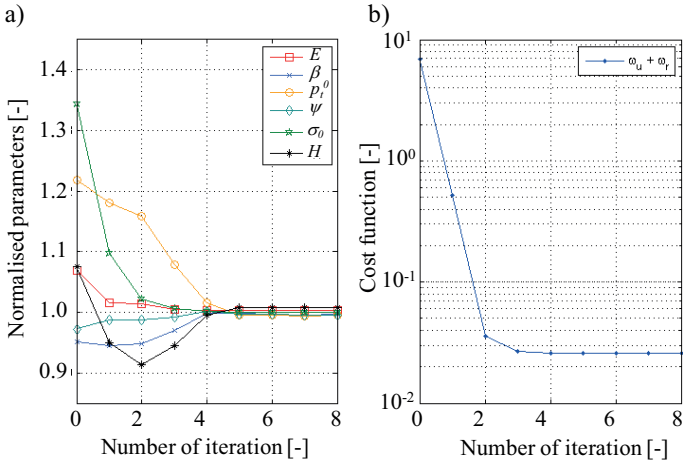 a)
1.4
1.3
1.2
1.1
1.0
0.9
Normalised parameters [-]
E
β
p_t^0
ψ
σ_0
H
0 2 4 6 8
Number of iteration [-]
b)
10^1
10^0
10^-1
10^-2
Cost function [-]
ω_u + ω_r
0 2 4 6 8
Number of iteration [-]